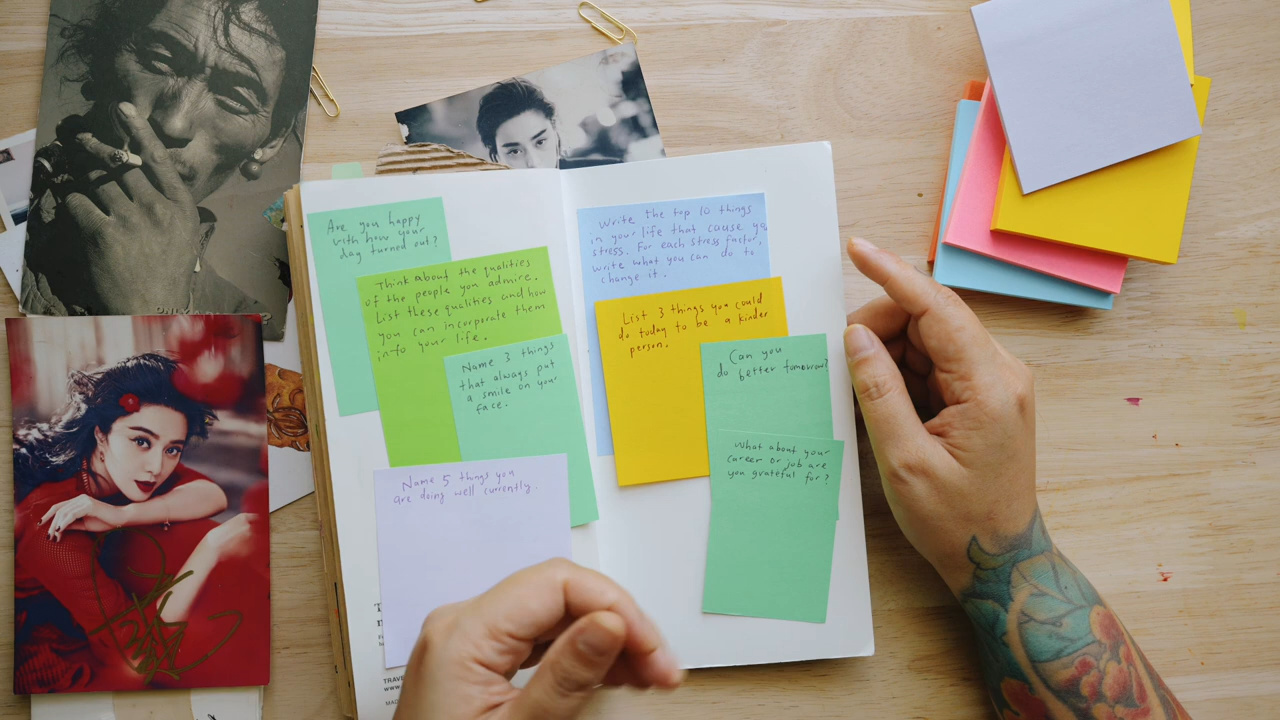 Are you happy
with how your
day turned out?
Think about the qualities
of the people you admire.
List these qualities and how
you can incorporate them
into your life.
Name 3 things
that always put
a smile on your
face.
Name 5 things you
are doing well currently.
TRAVE
www.
Write the top 10 things
in your life that cause yo
stress. For each stress factor,
write what you can do to
change it.
List 3 things you could
do today to be a kinder
person.
Can you
do better tomorrow?
What about your
career or job are
you grateful for?